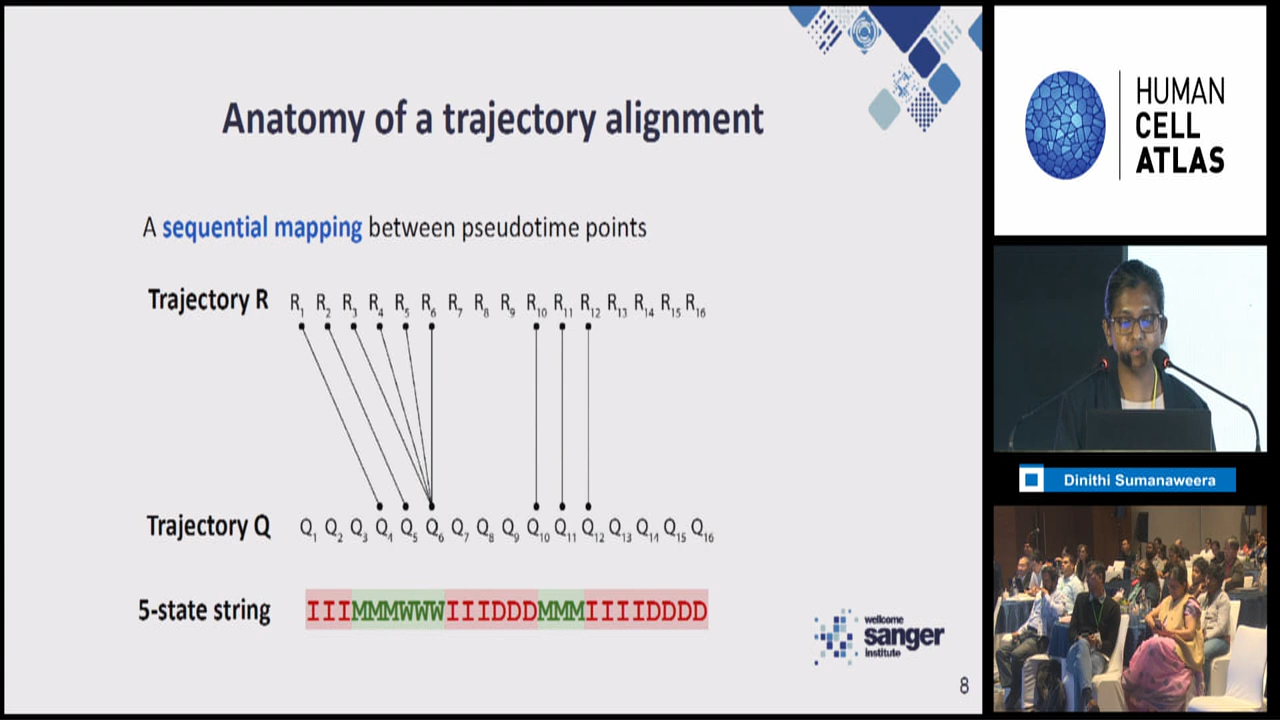 Anatomy of a trajectory alignment
A sequential mapping between pseudotime points
Trajectory R R1 R2 R3 R4 R5 R6 R7 R8 R9 R10 R11 R12 R13 R14 R15 R16
Trajectory Q Q1 Q2 Q3 Q4 Q5 Q6 Q7 Q8 Q9 Q10 Q11 Q12 Q13 Q14 Q15 Q16
5-state string IIIMMMWWWIIIDDDMMMIIIIDDDD
wellcome
sanger
institute
8
HUMAN
CELL
ATLAS
Dinithi Sumanaweera